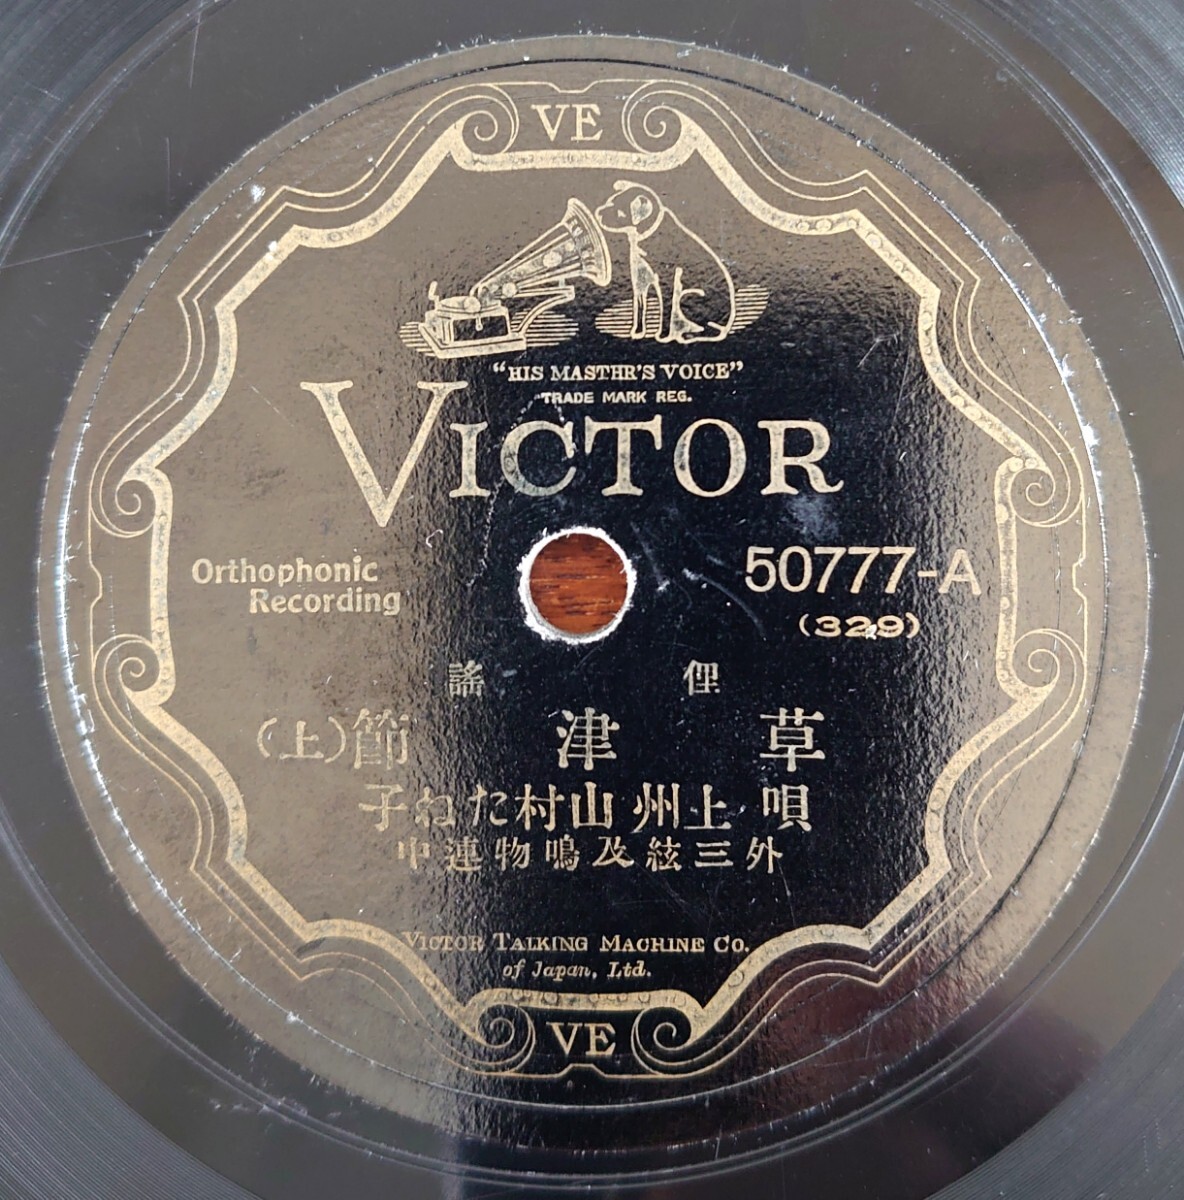 VE
“HIS MASTHR'S VOICE”
TRADE MARK REG.
VICTOR
Orthophonic
Recording
50777-A
(329)
俚謠
草津節(上)
唄 上州 山村たね子
外三絃及鳴物連中
VICTOR TALKING MACHINE CO.
of Japan, Ltd.
VE